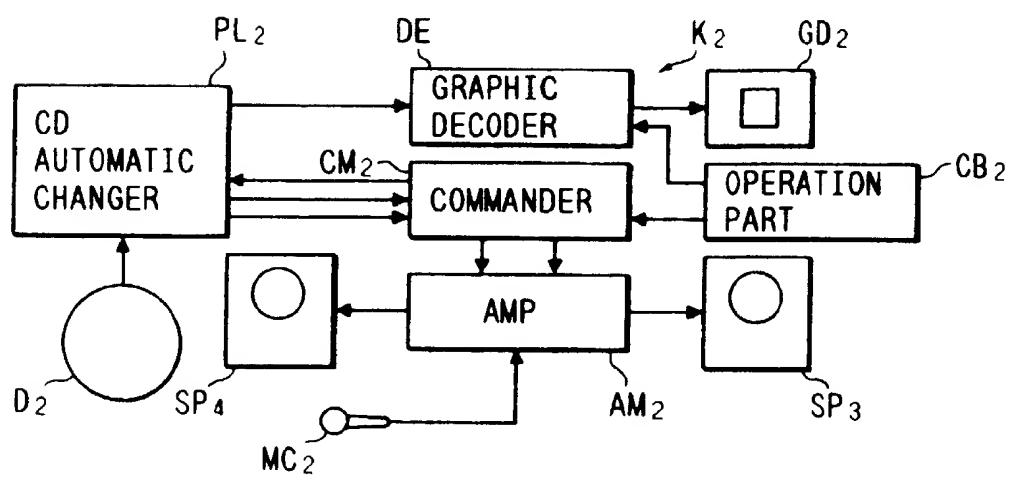 PL2
DE
K2
GD2
CD
AUTOMATIC
CHANGER
GRAPHIC
DECODER
CM2
COMMANDER
OPERATION
PART
CB2
AMP
D2
SP4
MC2
AM2
SP3